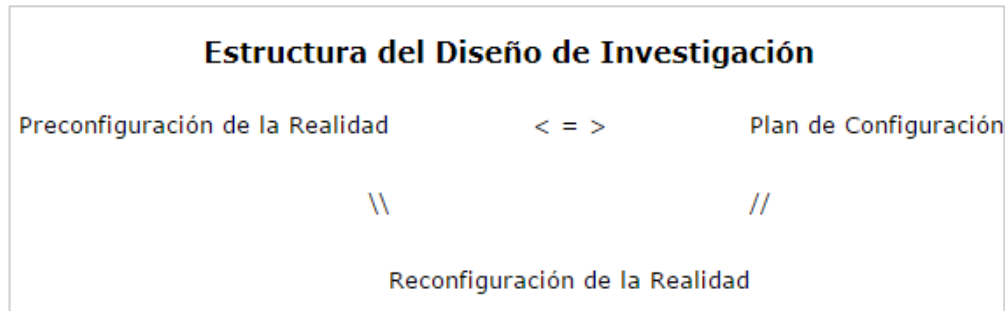 Estructura del Diseño de Investigación
Preconfiguración de la Realidad < = > Plan de Configuración
\\ //
Reconfiguración de la Realidad